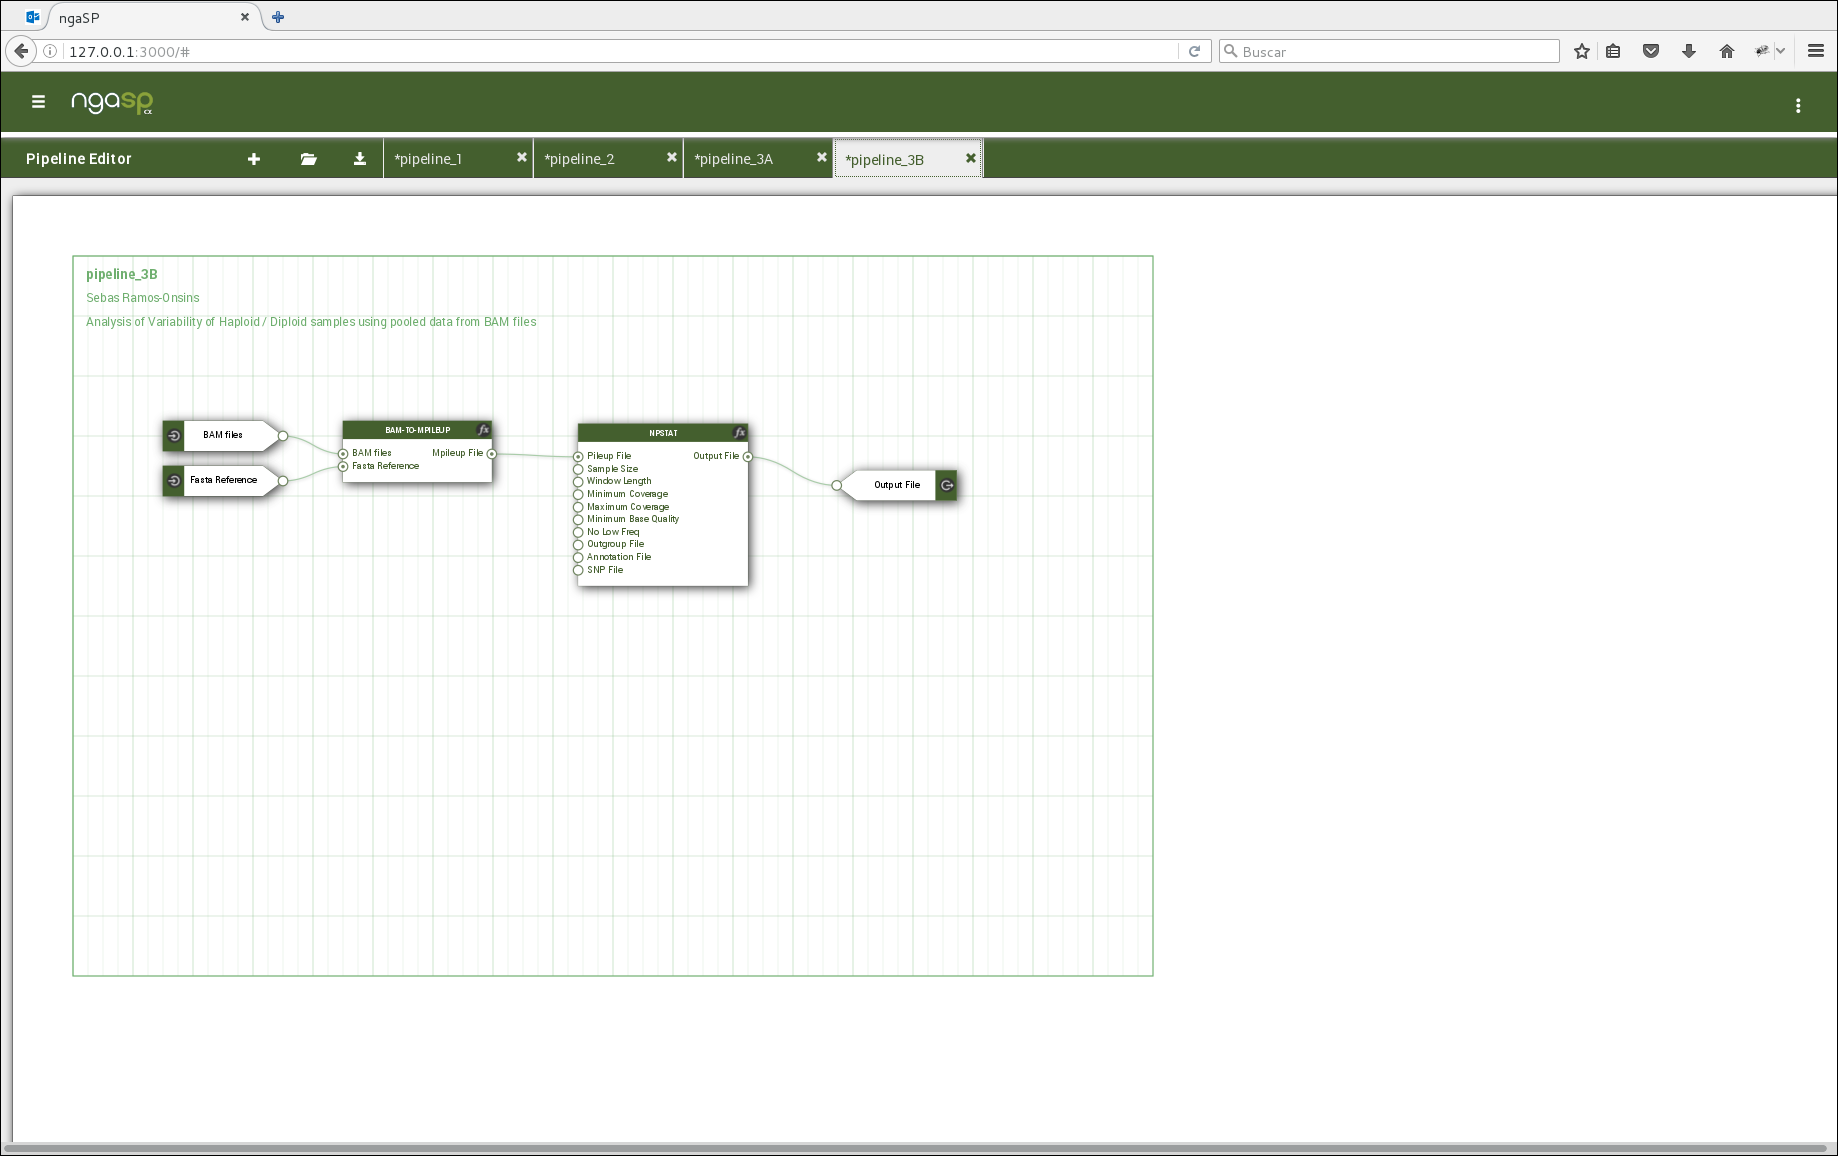 ngaSP
127.0.0.1:3000/#
Buscar
ngasp
α
Pipeline Editor
*pipeline_1
*pipeline_2
*pipeline_3A
*pipeline_3B
pipeline_3B
Sebas Ramos-Onsins
Analysis of Variability of Haploid / Diploid samples using pooled data from BAM files
BAM files
Fasta Reference
BAM-TO-MPILEUP
fx
BAM files
Mpileup File
Fasta Reference
NPSTAT
fx
Pileup File
Output File
Sample Size
Window Length
Minimum Coverage
Maximum Coverage
Minimum Base Quality
No Low Freq
Outgroup File
Annotation File
SNP File
Output File